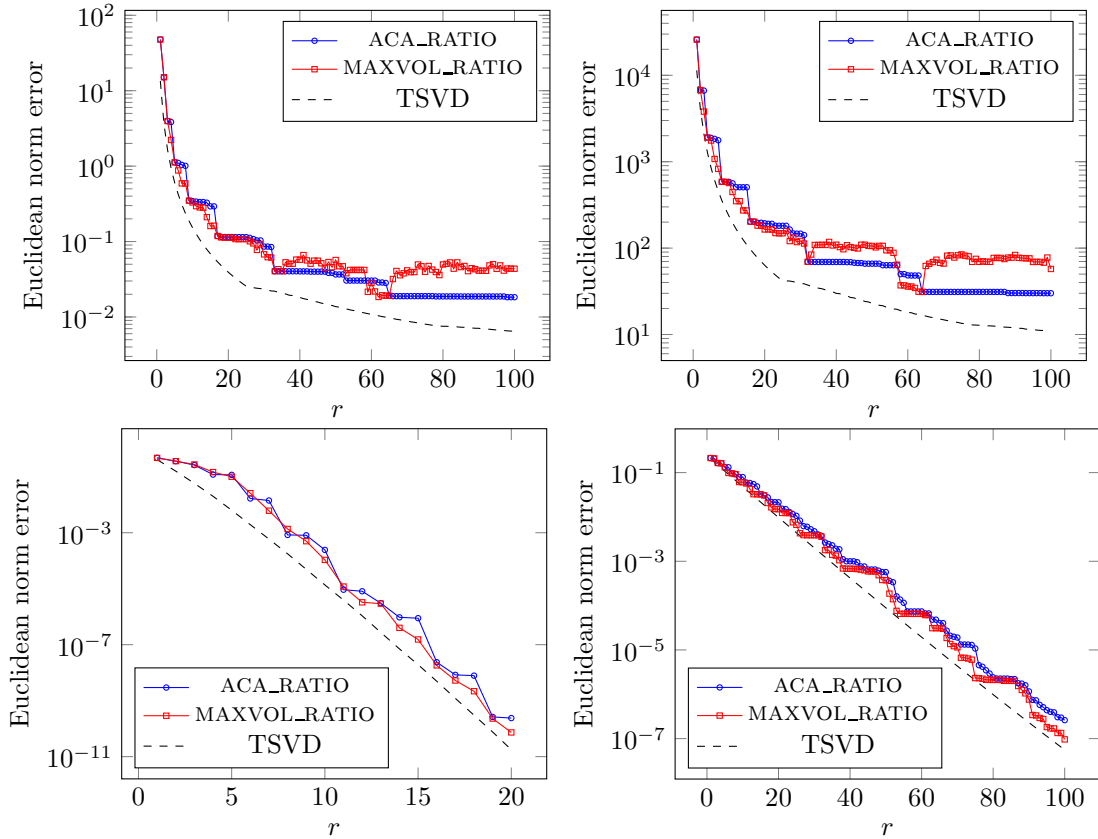 10^2
10^1
10^0
10^−1
10^−2
0
20
40
60
80
100
r
Euclidean norm error
ACA_RATIO
MAXVOL_RATIO
TSVD
10^4
10^3
10^2
10^1
0
20
40
60
80
100
r
Euclidean norm error
ACA_RATIO
MAXVOL_RATIO
TSVD
10^−3
10^−7
10^−11
0
5
10
15
20
r
Euclidean norm error
ACA_RATIO
MAXVOL_RATIO
TSVD
10^−1
10^−3
10^−5
10^−7
0
20
40
60
80
100
r
Euclidean norm error
ACA_RATIO
MAXVOL_RATIO
TSVD